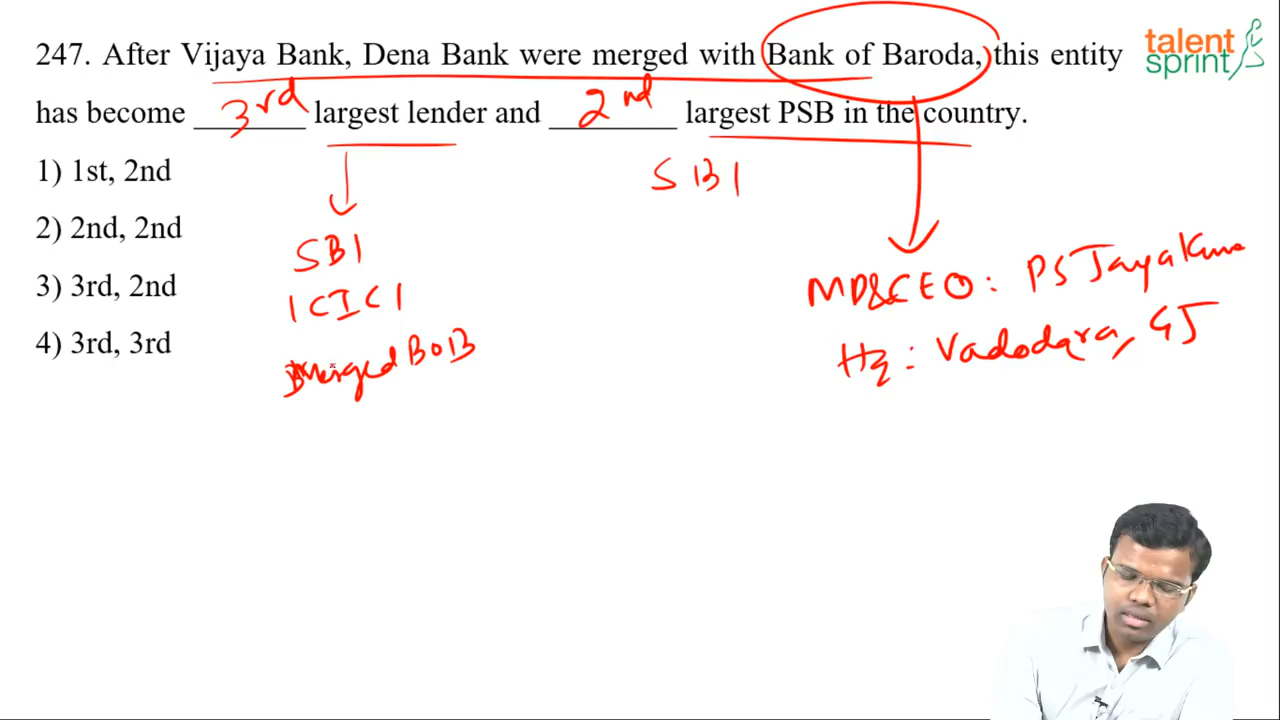 247. After Vijaya Bank, Dena Bank were merged with Bank of Baroda, this entity
has become 3rd largest lender and 2nd largest PSB in the country.
talent
sprint
1) 1st, 2nd
2) 2nd, 2nd
3) 3rd, 2nd
4) 3rd, 3rd
SBI
SBI
ICICI
Merged BOB
MD&CEO: PS Jayakum
Hq: Vadodara, GJ